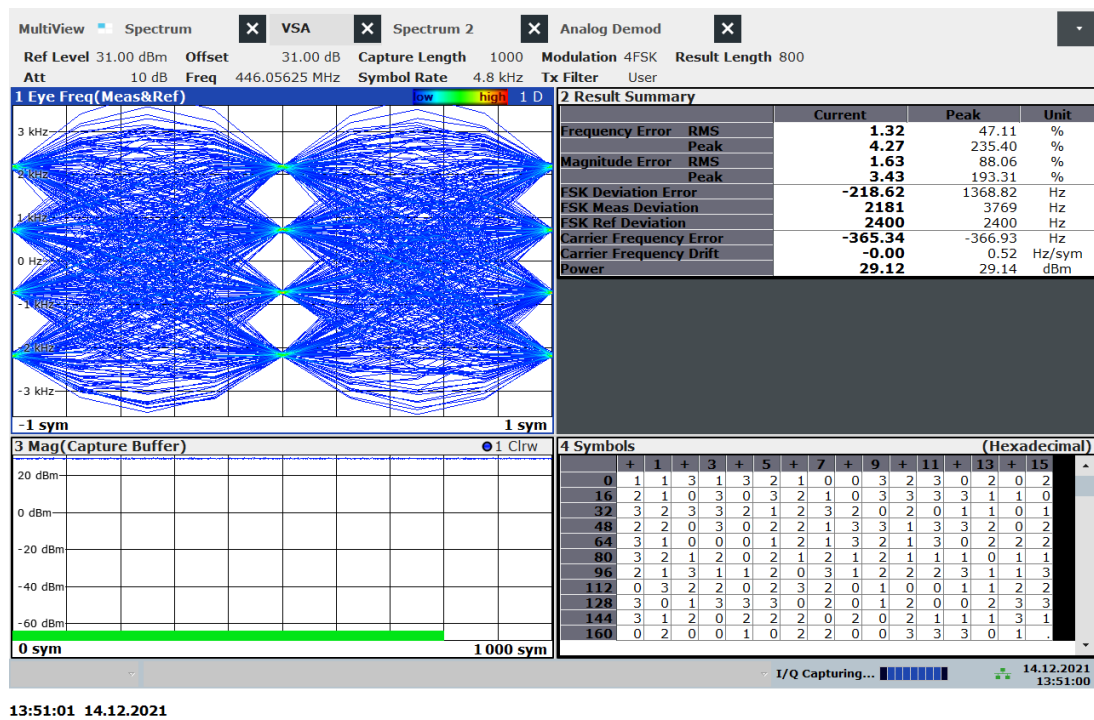 MultiView Spectrum X VSA X Spectrum 2 X Analog Demod X
Ref Level 31.00 dBm Offset 31.00 dB Capture Length 1000 Modulation 4FSK Result Length 800
Att 10 dB Freq 446.05625 MHz Symbol Rate 4.8 kHz Tx Filter User
1 Eye Freq(Meas&Ref) low high 1 D
3 kHz
2 kHz
1 kHz
0 Hz
-1 kHz
-2 kHz
-3 kHz
-1 sym 1 sym
2 Result Summary
Current Peak Unit
Frequency Error RMS 1.32 47.11 %
Peak 4.27 235.40 %
Magnitude Error RMS 1.63 88.06 %
Peak 3.43 193.31 %
FSK Deviation Error -218.62 1368.82 Hz
FSK Meas Deviation 2181 3769 Hz
FSK Ref Deviation 2400 2400 Hz
Carrier Frequency Error -365.34 -366.93 Hz
Carrier Frequency Drift -0.00 0.52 Hz/sym
Power 29.12 29.14 dBm
3 Mag(Capture Buffer) 1 Clrw
20 dBm
0 dBm
-20 dBm
-40 dBm
-60 dBm
0 sym 1000 sym
4 Symbols (Hexadecimal)
+ 1 + 3 + 5 + 7 + 9 + 11 + 13 + 15
0 1 1 3 1 3 2 1 0 0 3 2 3 0 2 0 2
16 2 1 0 3 0 3 2 1 0 3 3 3 3 1 1 0
32 3 2 3 3 2 1 2 3 2 0 2 0 1 1 0 1
48 2 2 0 3 0 2 2 1 3 3 1 3 3 2 0 2
64 3 1 0 0 0 1 2 1 3 2 1 3 0 2 2 2
80 3 2 1 2 0 2 1 2 1 2 1 1 1 0 1 1
96 2 1 3 1 1 2 0 3 1 2 2 2 3 1 1 3
112 0 3 2 2 0 2 3 2 0 1 0 0 1 1 2 2
128 3 0 1 3 3 3 0 2 0 1 2 0 0 2 3 3
144 3 1 2 0 2 2 2 0 2 0 2 1 1 1 3 1
160 0 2 0 0 1 0 2 2 0 0 3 3 3 0 1 .
I/Q Capturing... 14.12.2021
13:51:00
13:51:01 14.12.2021